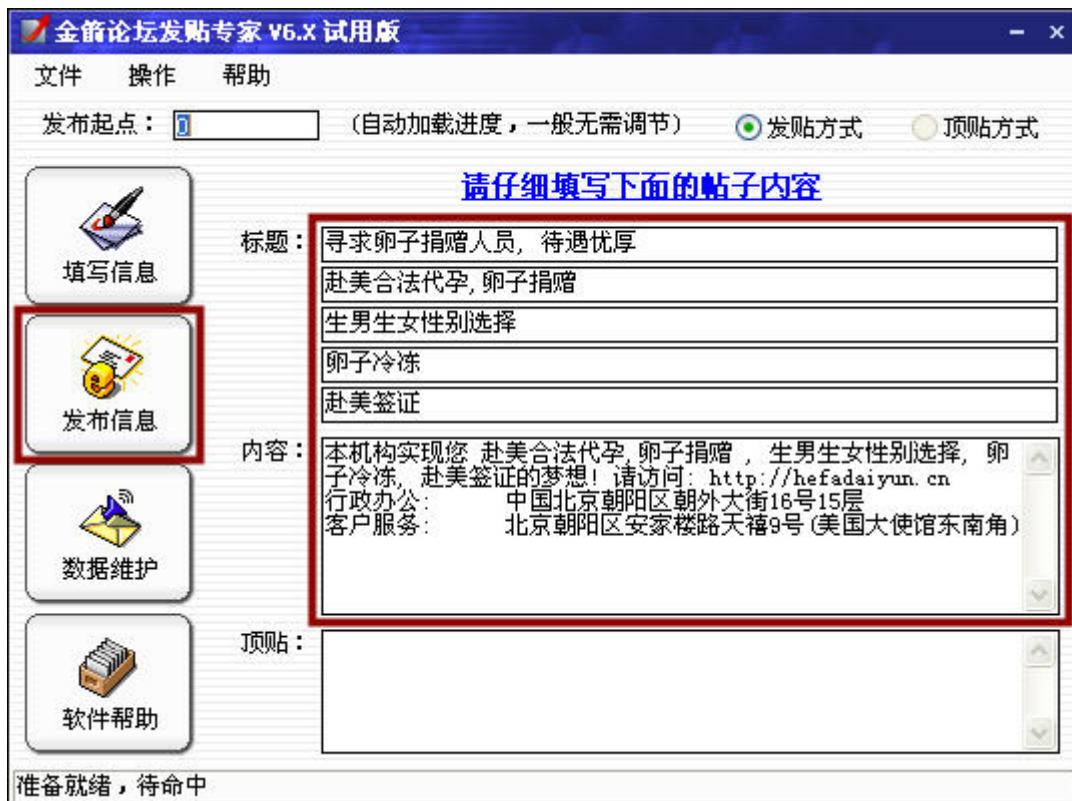 金箭论坛发贴专家 V6.X 试用版
文件 操作 帮助
发布起点： 0 （自动加载进度，一般无需调节） 发贴方式 顶贴方式
请仔细填写下面的帖子内容
填写信息
发布信息
数据维护
软件帮助
标题：
寻求卵子捐赠人员, 待遇优厚
赴美合法代孕,卵子捐赠
生男生女性别选择
卵子冷冻
赴美签证
内容：
本机构实现您 赴美合法代孕,卵子捐赠 , 生男生女性别选择, 卵
子冷冻, 赴美签证的梦想! 请访问: http://hefadaiyun.cn
行政办公: 中国北京朝阳区朝外大街16号15层
客户服务: 北京朝阳区安家楼路天禧9号(美国大使馆东南角)
顶贴：
准备就绪，待命中